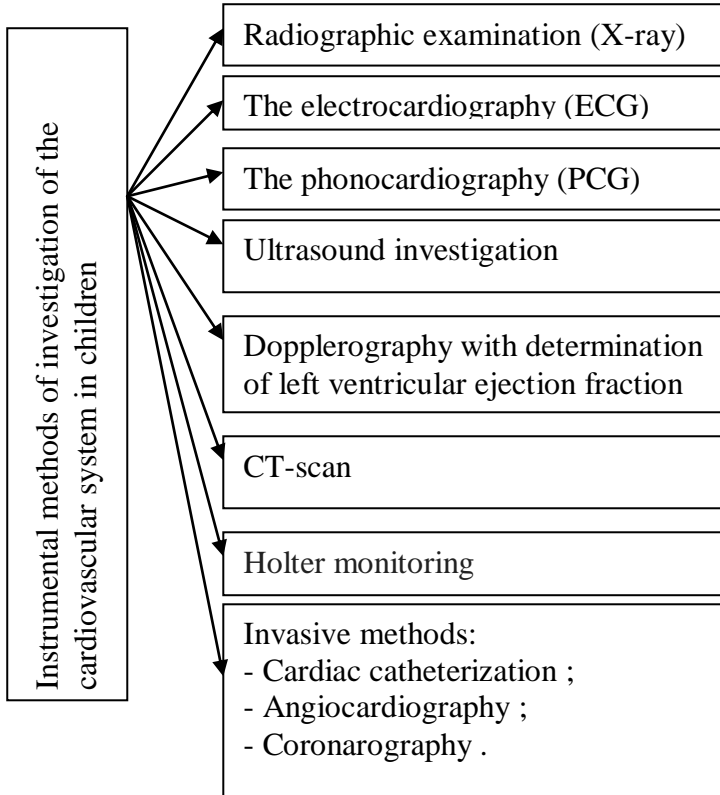 Instrumental methods of investigation of the
cardiovascular system in children
Radiographic examination (X-ray)
The electrocardiography (ECG)
The phonocardiography (PCG)
Ultrasound investigation
Dopplerography with determination
of left ventricular ejection fraction
CT-scan
Holter monitoring
Invasive methods:
- Cardiac catheterization ;
- Angiocardiography ;
- Coronarography .